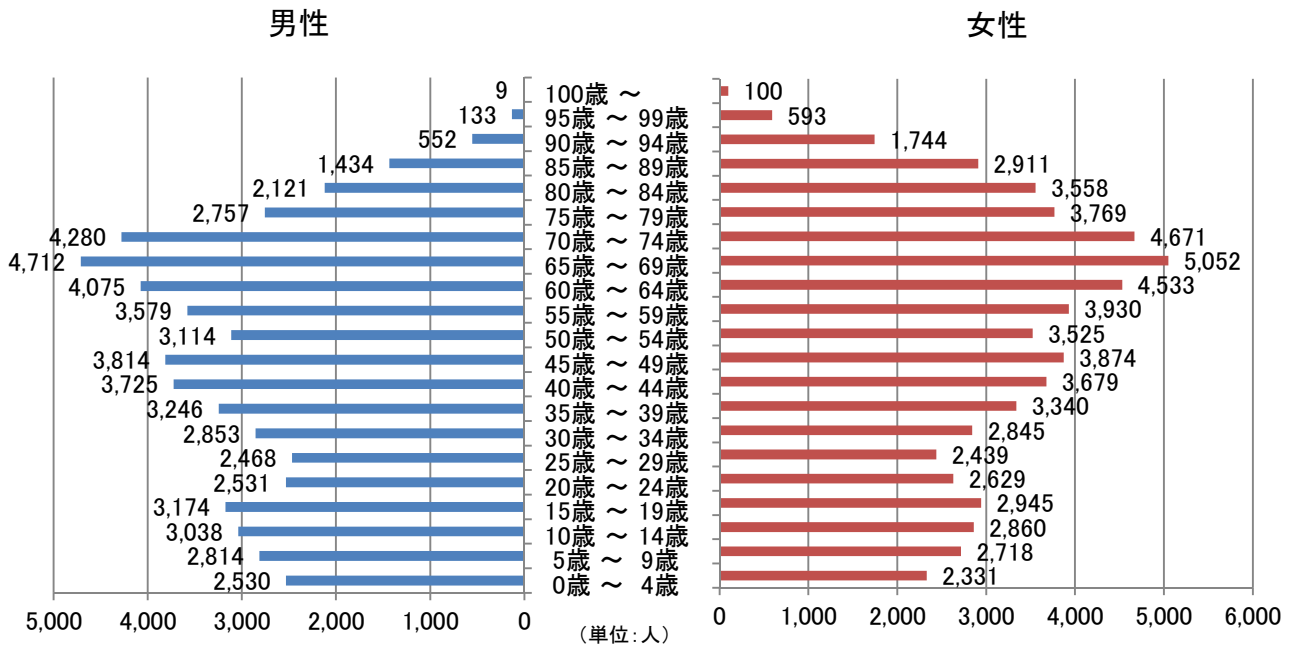 男性 女性
9 100歳 ～ 100
133 95歳 ～ 99歳 593
552 90歳 ～ 94歳 1,744
1,434 85歳 ～ 89歳 2,911
2,121 80歳 ～ 84歳 3,558
2,757 75歳 ～ 79歳 3,769
4,280 70歳 ～ 74歳 4,671
4,712 65歳 ～ 69歳 5,052
4,075 60歳 ～ 64歳 4,533
3,579 55歳 ～ 59歳 3,930
3,114 50歳 ～ 54歳 3,525
3,814 45歳 ～ 49歳 3,874
3,725 40歳 ～ 44歳 3,679
3,246 35歳 ～ 39歳 3,340
2,853 30歳 ～ 34歳 2,845
2,468 25歳 ～ 29歳 2,439
2,531 20歳 ～ 24歳 2,629
3,174 15歳 ～ 19歳 2,945
3,038 10歳 ～ 14歳 2,860
2,814 5歳 ～ 9歳 2,718
2,530 0歳 ～ 4歳 2,331
5,000 4,000 3,000 2,000 1,000 0 0 1,000 2,000 3,000 4,000 5,000 6,000
（単位：人）